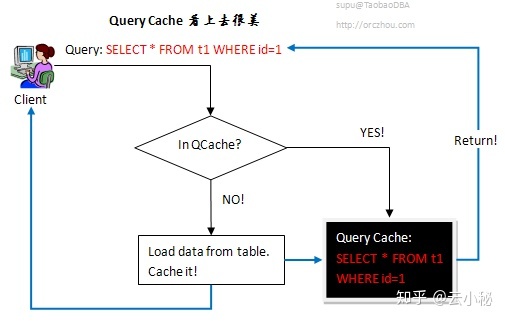 supu@TaobaoDBA
Query Cache 看上去很美
http://orczhou.com
Query: SELECT * FROM t1 WHERE id=1
Client
In QCache?
YES!
Return!
NO!
Load data from table.
Cache it!
Query Cache:
SELECT * FROM t1
WHERE id=1
知乎 @云小秘